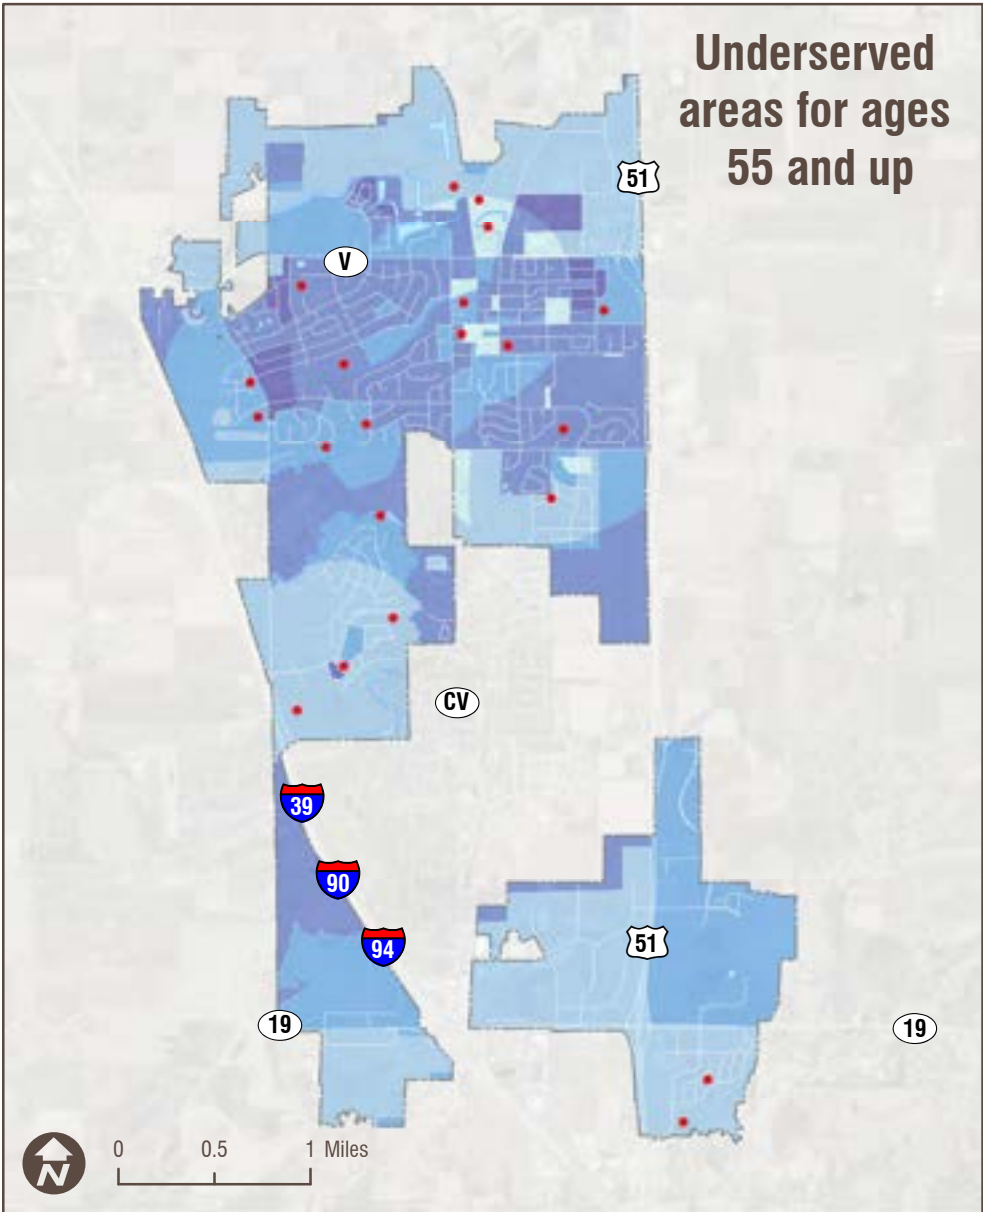 Underserved
areas for ages
55 and up
51
V
CV
39
90
94
51
19
19
N
0 0.5 1 Miles